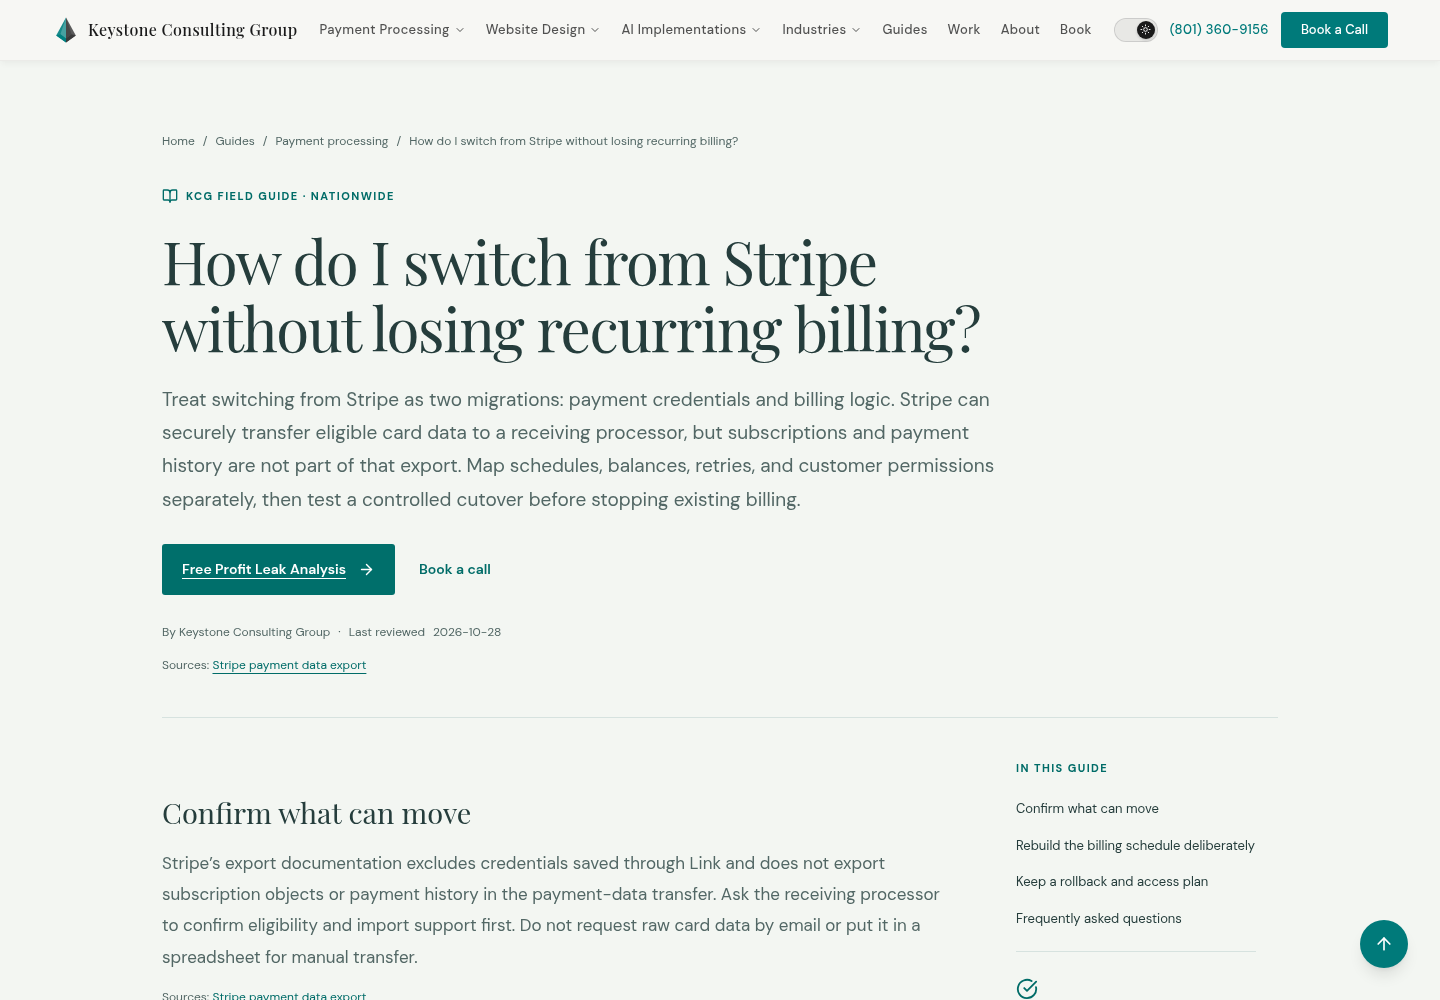 Keystone Consulting Group
Payment Processing
Website Design
AI Implementations
Industries
Guides
Work
About
Book
(801) 360-9156
Book a Call
Home / Guides / Payment processing / How do I switch from Stripe without losing recurring billing?
KCG FIELD GUIDE · NATIONWIDE
How do I switch from Stripe
without losing recurring billing?
Treat switching from Stripe as two migrations: payment credentials and billing logic. Stripe can
securely transfer eligible card data to a receiving processor, but subscriptions and payment
history are not part of that export. Map schedules, balances, retries, and customer permissions
separately, then test a controlled cutover before stopping existing billing.
Free Profit Leak Analysis
Book a call
By Keystone Consulting Group · Last reviewed 2026-10-28
Sources: Stripe payment data export
IN THIS GUIDE
Confirm what can move
Rebuild the billing schedule deliberately
Keep a rollback and access plan
Frequently asked questions
Confirm what can move
Stripe’s export documentation excludes credentials saved through Link and does not export
subscription objects or payment history in the payment-data transfer. Ask the receiving processor
to confirm eligibility and import support first. Do not request raw card data by email or put it in a
spreadsheet for manual transfer.
Sources: Stripe payment data export